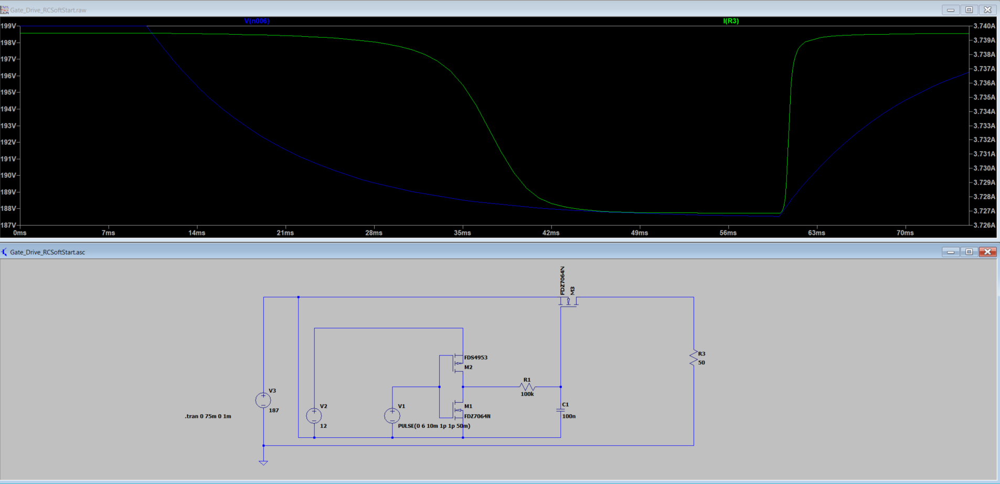 Gate_Drive_RCSoftStart.raw
V(n006)
I(R3)
199V
198V
197V
196V
195V
194V
193V
192V
191V
190V
189V
188V
187V
3.740A
3.739A
3.738A
3.737A
3.736A
3.735A
3.734A
3.733A
3.732A
3.731A
3.730A
3.729A
3.728A
3.727A
3.726A
0ms 7ms 14ms 21ms 28ms 35ms 42ms 49ms 56ms 63ms 70ms
Gate_Drive_RCSoftStart.asc
FDZ7064N
M3
FDS4953
M2
R3
50
R1
100k
V3
187
.tran 0 75m 0 1m
V2
12
V1
PULSE(0 6 10m 1p 1p 50m)
M1
FDZ7064N
C1
100n